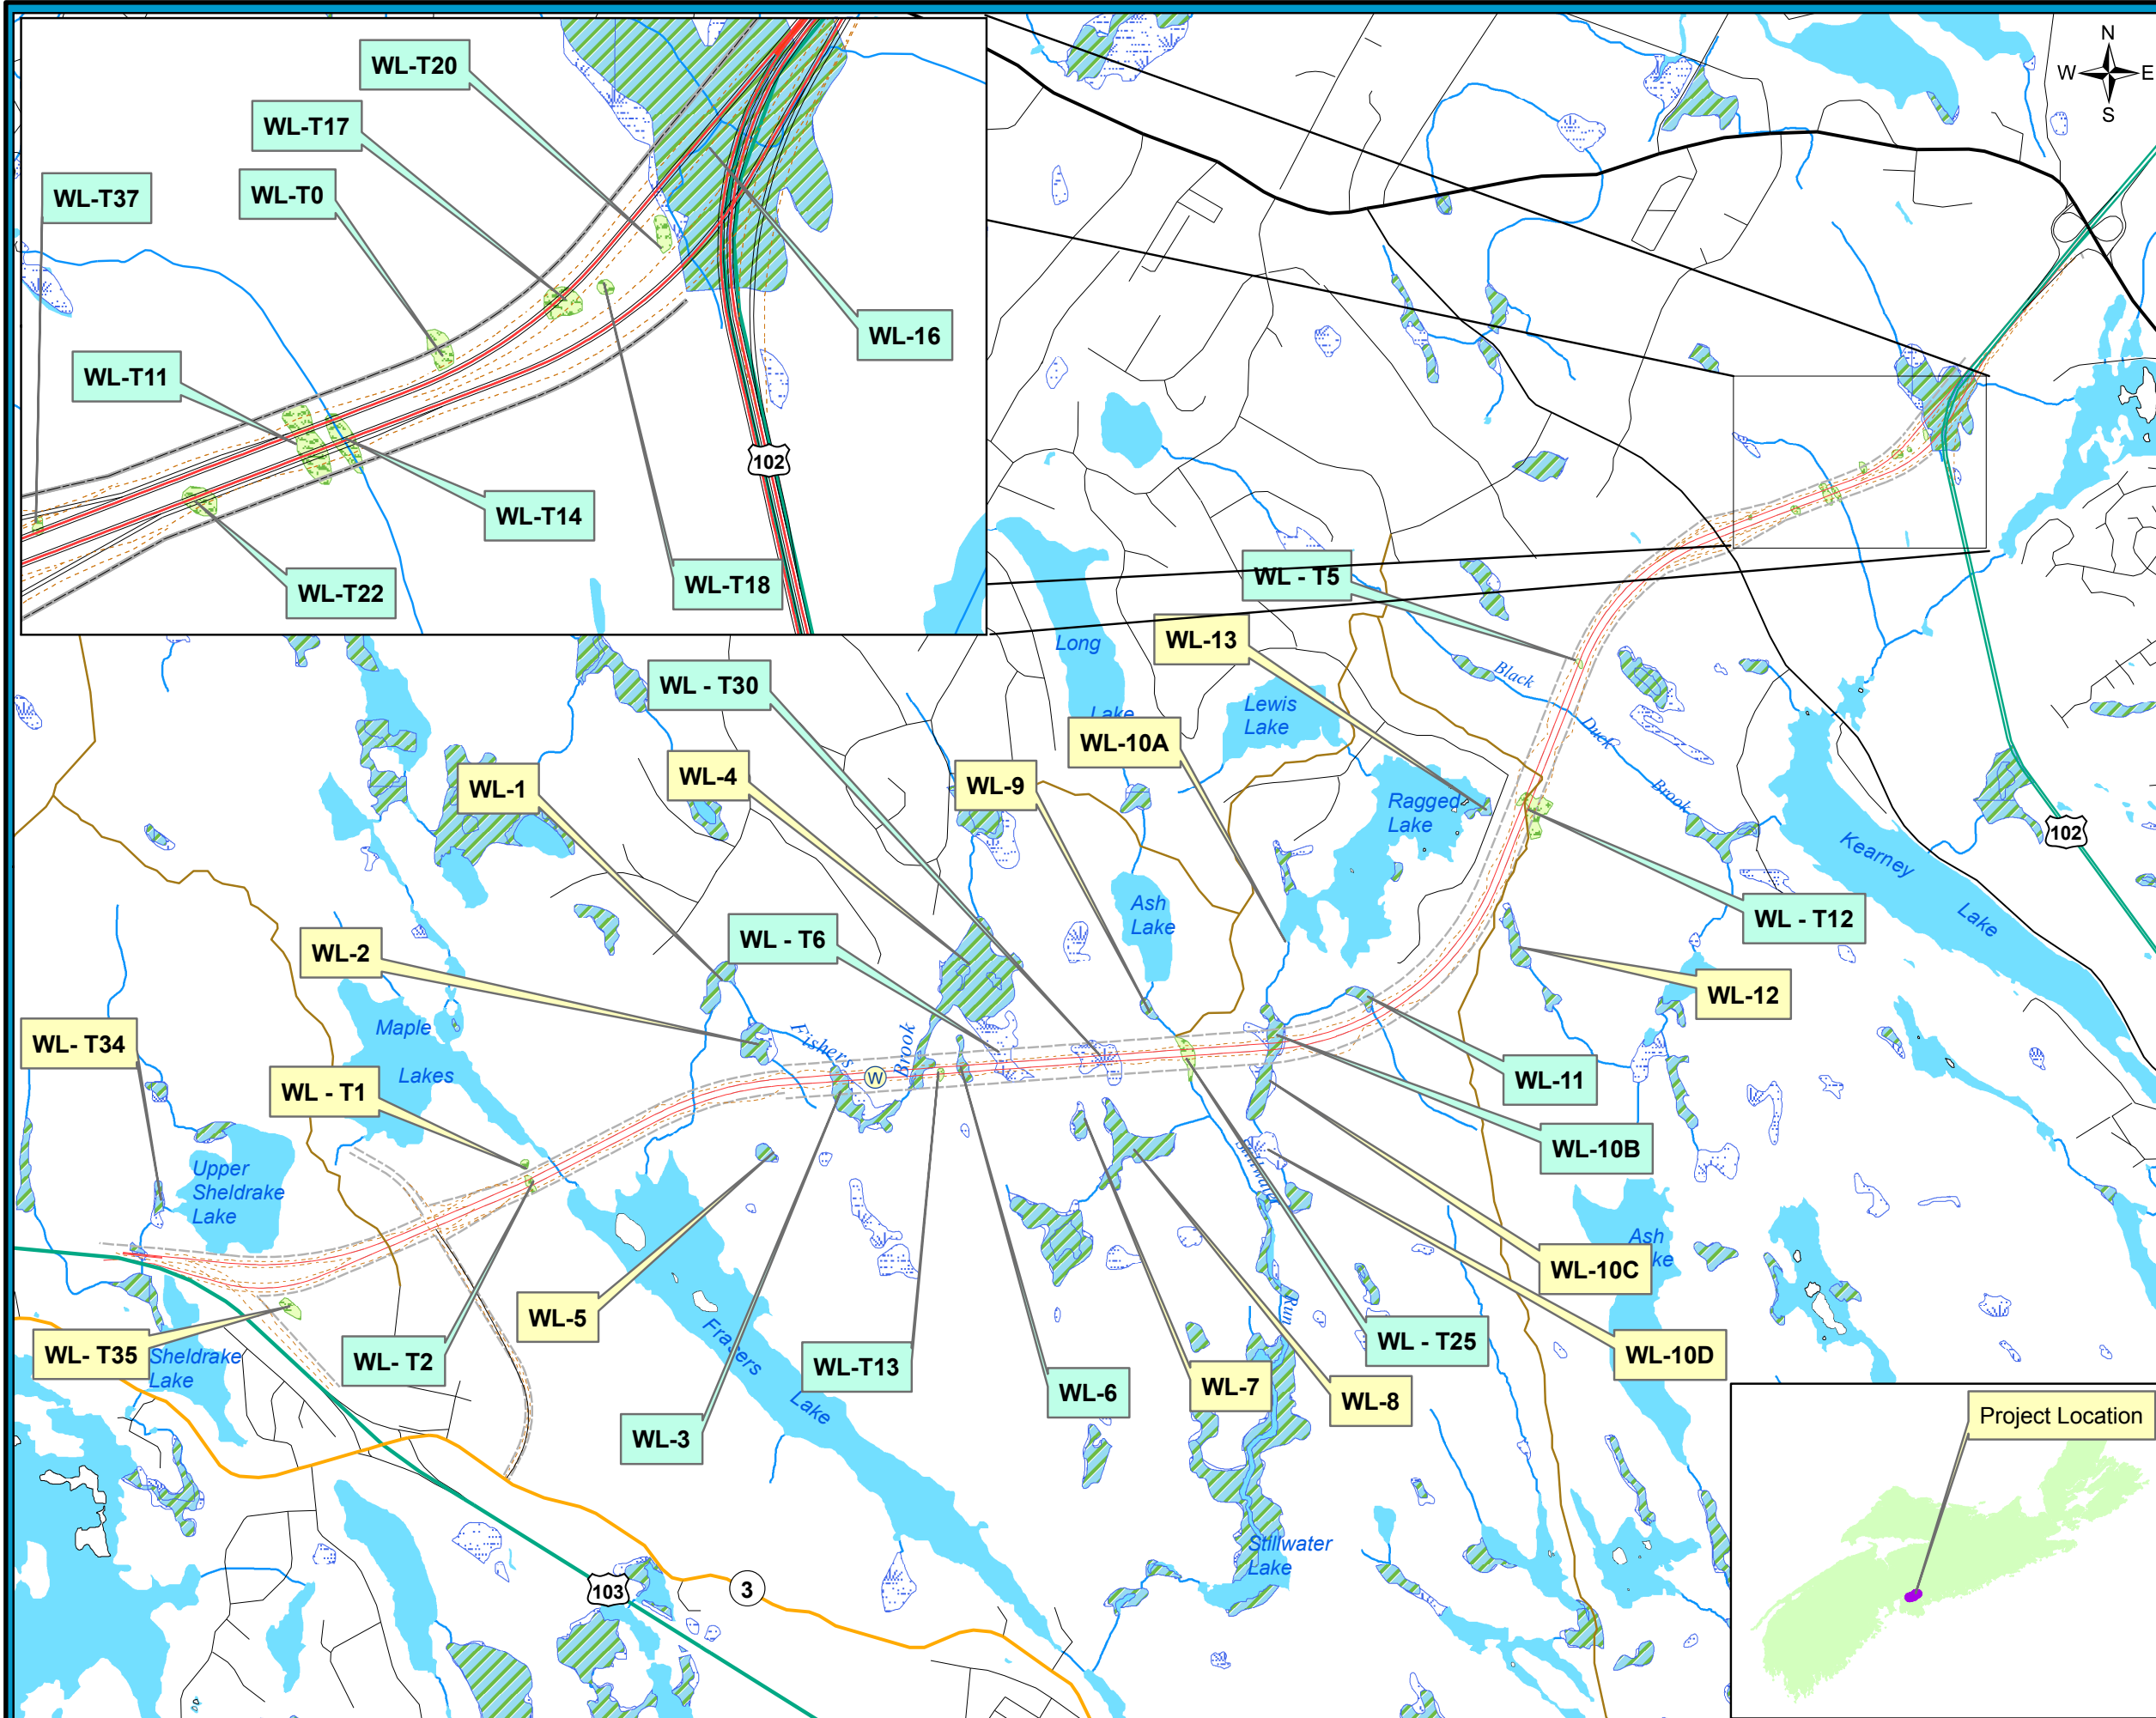 N
W E
S
WL-T20
WL-T17
WL-T37
WL-T0
WL-16
WL-T11
102
WL-T14
WL-T18
WL-T22
WL - T5
WL-13
Long
Lake
WL - T30
Lewis
Lake
Black
Duck
Brook
WL-10A
WL-4
WL-1
WL-9
Ragged
Lake
102
Kearney
Lake
Ash
Lake
WL - T12
WL - T6
WL-2
WL-12
Maple
Lakes
WL- T34
Fishers
Brook
W
WL - T1
WL-11
WL-10B
Upper
Sheldrake
Lake
Stillwater
Run
Ash
ke
WL-10C
WL-5
Frasers
Lake
WL- T35
Sheldrake
Lake
WL- T2
WL-T13
WL-6
WL-7
WL-8
WL - T25
WL-10D
WL-3
Project Location
Stillwater
Lake
103
3